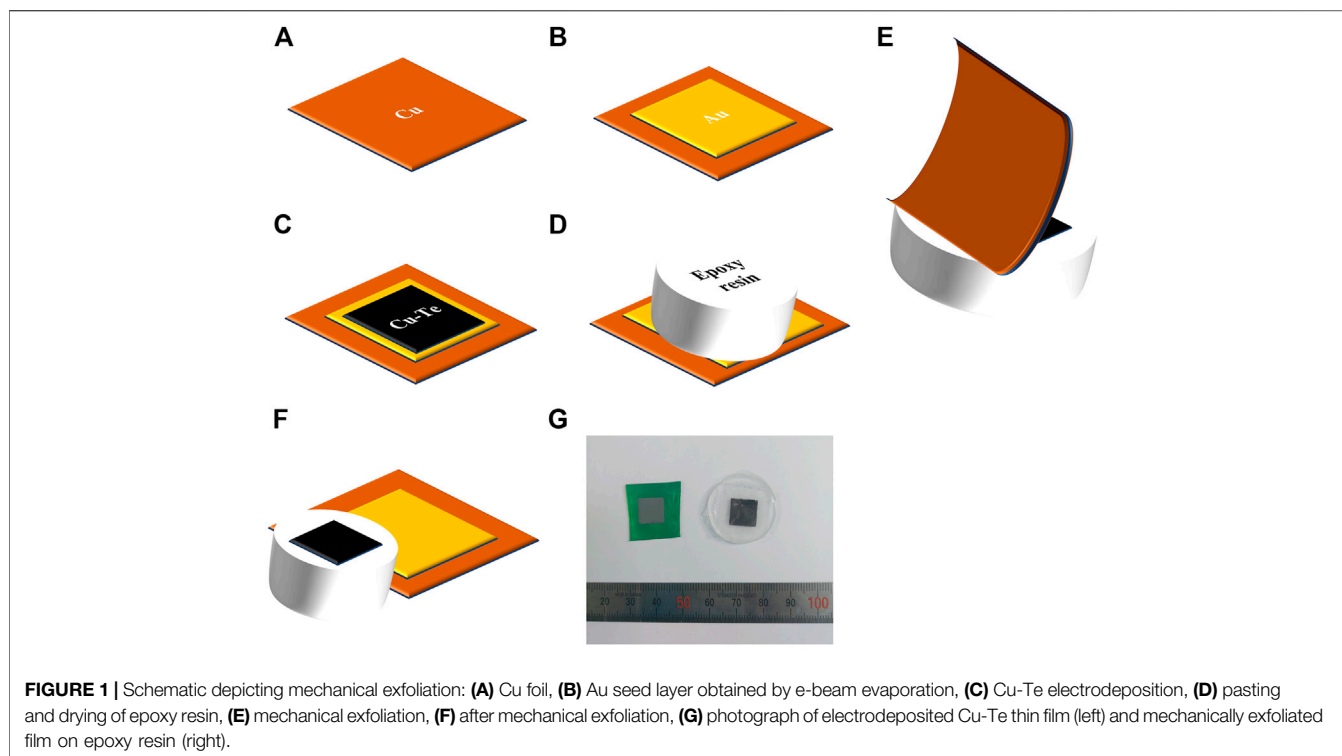 A
B
E
Cu
Au
C
D
Cu-Te
Epoxy
resin
F
G
20 30 40 50 60 70 80 90 100
FIGURE 1 | Schematic depicting mechanical exfoliation: (A) Cu foil, (B) Au seed layer obtained by e-beam evaporation, (C) Cu-Te electrodeposition, (D) pasting
and drying of epoxy resin, (E) mechanical exfoliation, (F) after mechanical exfoliation, (G) photograph of electrodeposited Cu-Te thin film (left) and mechanically exfoliated
film on epoxy resin (right).